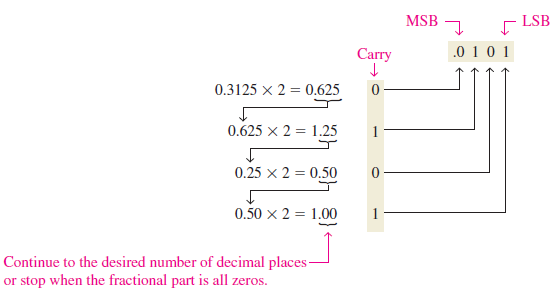 MSB LSB
.0 1 0 1
Carry
0.3125 × 2 = 0.625 0
0.625 × 2 = 1.25 1
0.25 × 2 = 0.50 0
0.50 × 2 = 1.00 1
Continue to the desired number of decimal places
or stop when the fractional part is all zeros.